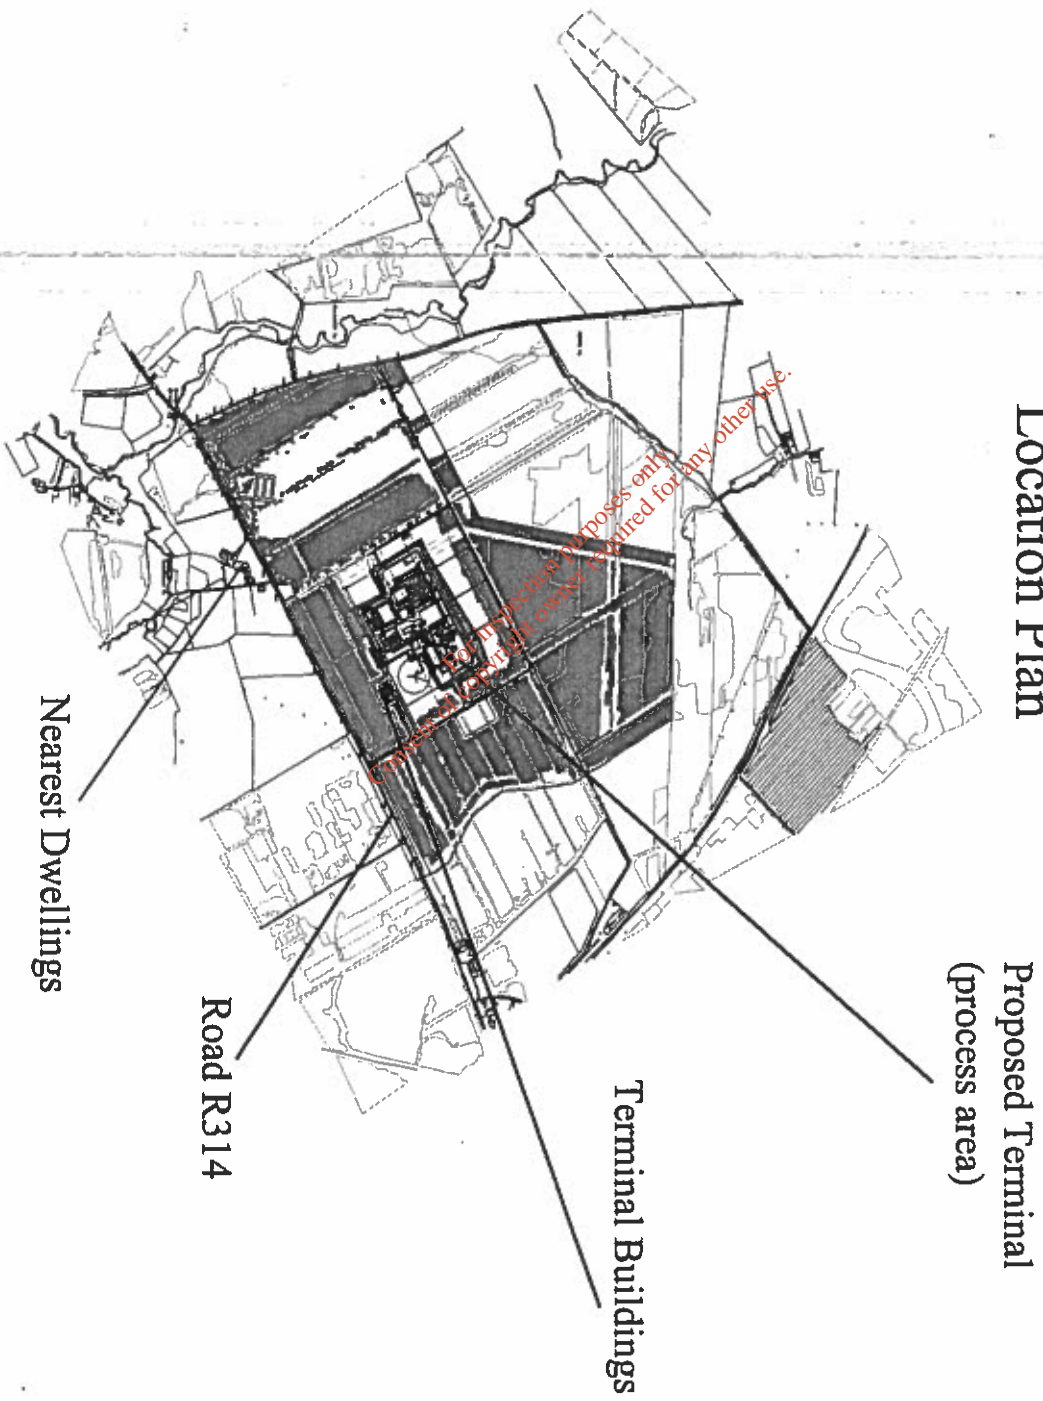 Location Plan
Proposed Terminal
(process area)
Terminal Buildings
Road R314
Nearest Dwellings
For inspection purposes only.
Consent of copyright owner required for any other use.